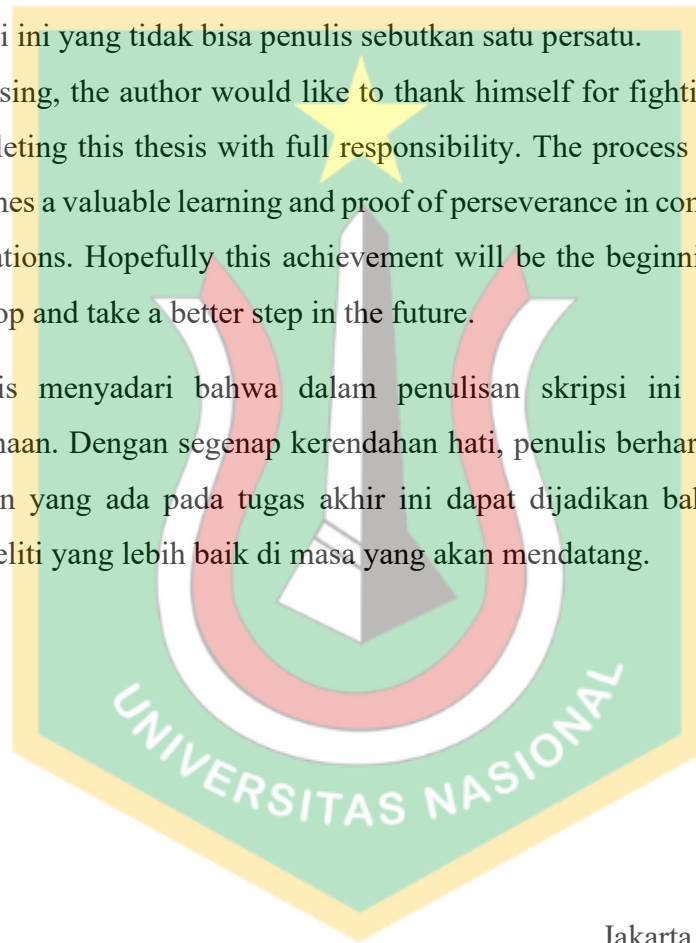 i ini yang tidak bisa penulis sebutkan satu persatu.
sing, the author would like to thank himself for fighti
leting this thesis with full responsibility. The process
nes a valuable learning and proof of perseverance in con
ations. Hopefully this achievement will be the beginni
op and take a better step in the future.
is menyadari bahwa dalam penulisan skripsi ini
naan. Dengan segenap kerendahan hati, penulis berhar
n yang ada pada tugas akhir ini dapat dijadikan bal
eliti yang lebih baik di masa yang akan mendatang.
UNIVERSITAS NASIONAL
Jakarta